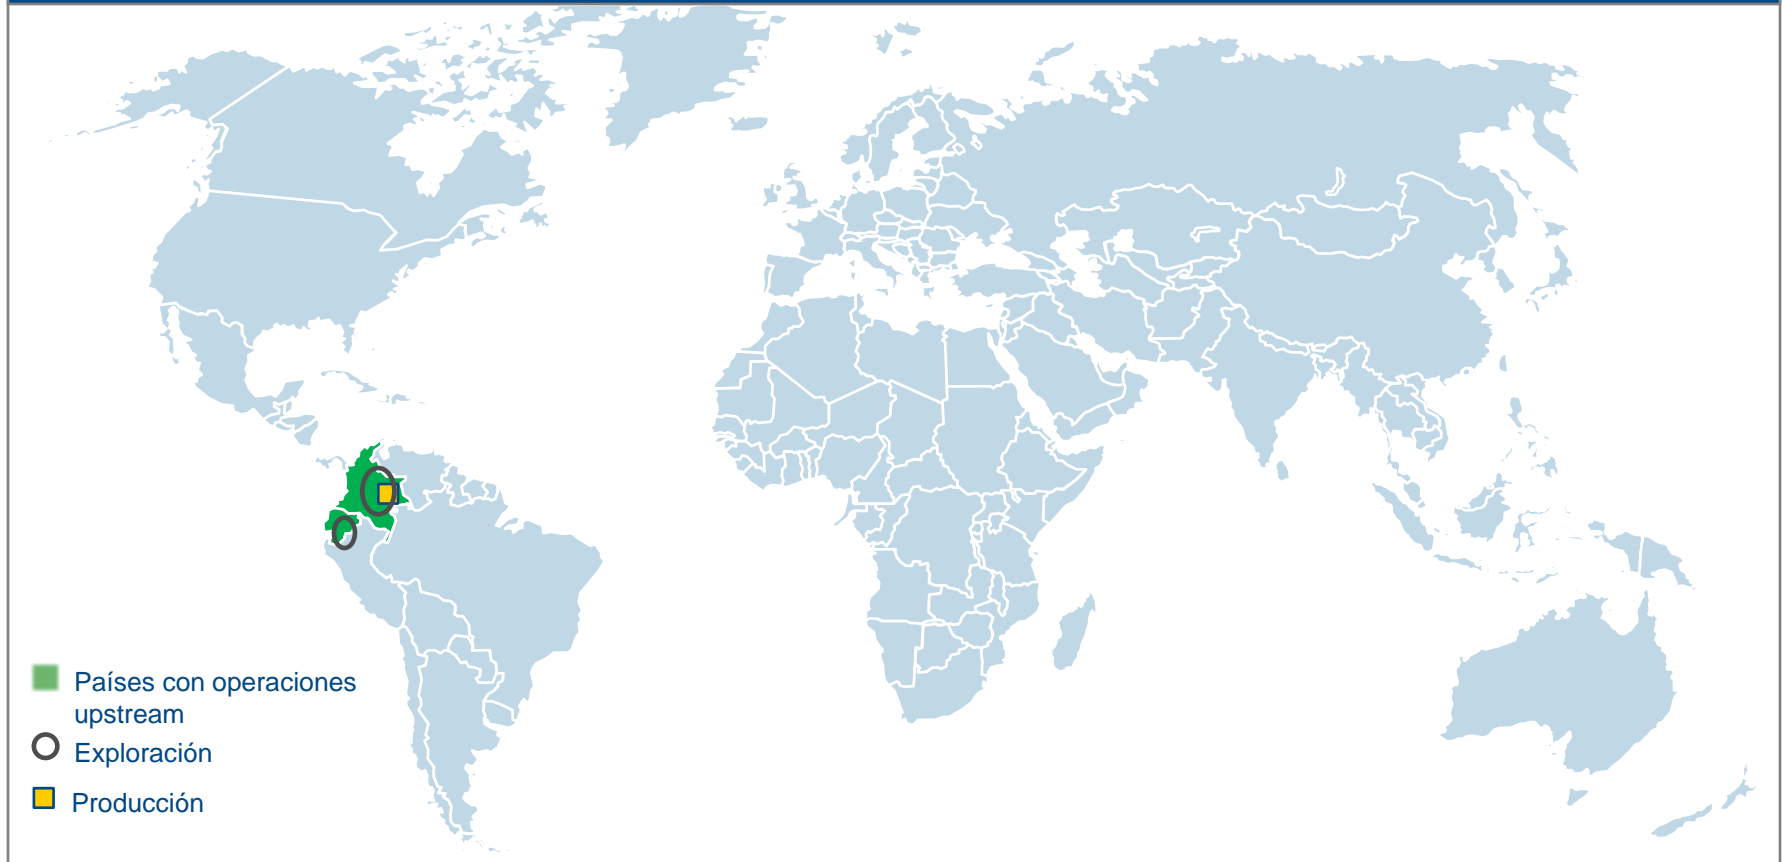 Países con operaciones
upstream
Exploración
Producción